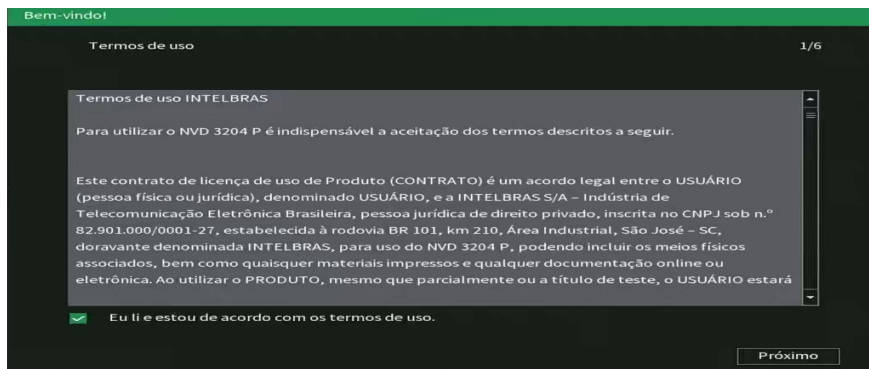 Bem-vindo!
Termos de uso
1/6
Termos de uso INTELBRAS
Para utilizar o NVD 3204 P é indispensável a aceitação dos termos descritos a seguir.
Este contrato de licença de uso de Produto (CONTRATO) é um acordo legal entre o USUÁRIO
(pessoa física ou jurídica), denominado USUÁRIO, e a INTELBRAS S/A – Indústria de
Telecomunicação Eletrônica Brasileira, pessoa jurídica de direito privado, inscrita no CNPJ sob n.º
82.901.000/0001-27, estabelecida à rodovia BR 101, km 210, Área Industrial, São José – SC,
doravante denominada INTELBRAS, para uso do NVD 3204 P, podendo incluir os meios físicos
associados, bem como quaisquer materiais impressos e qualquer documentação online ou
eletrônica. Ao utilizar o PRODUTO, mesmo que parcialmente ou a título de teste, o USUÁRIO estará
Eu li e estou de acordo com os termos de uso.
Próximo